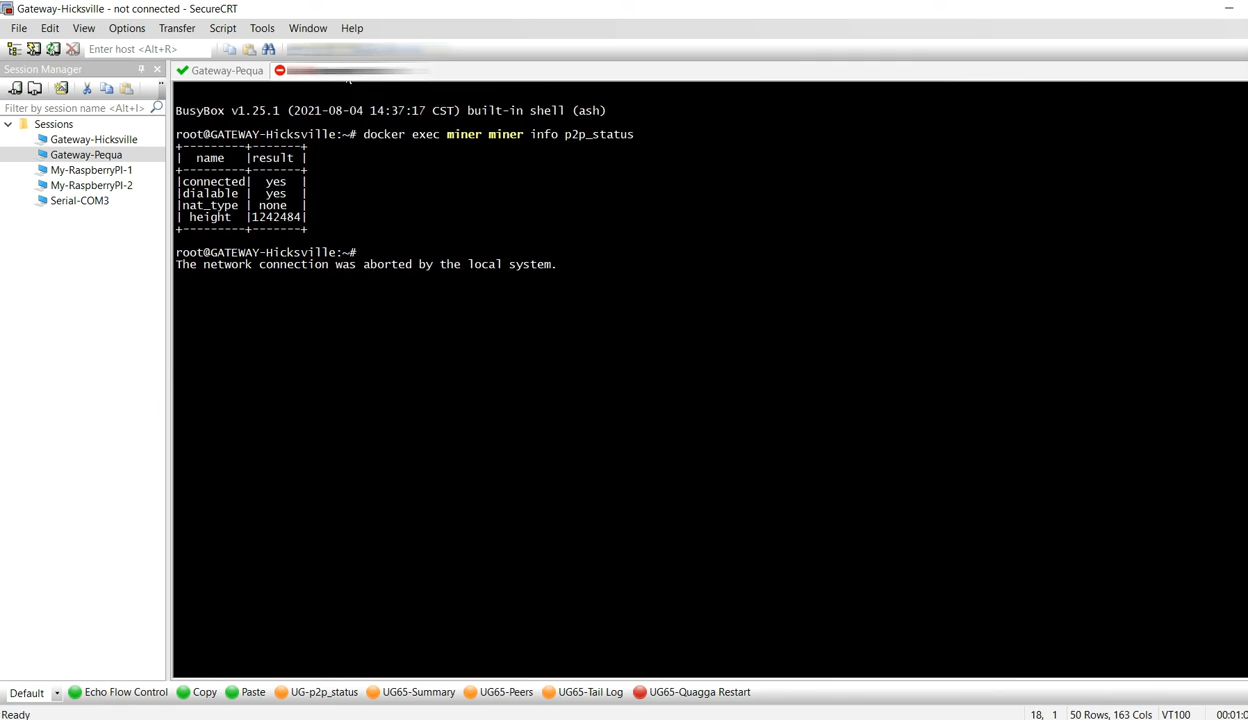 Gateway-Hicksville - not connected - SecureCRT
File Edit View Options Transfer Script Tools Window Help
Enter host <Alt+R>
Session Manager
Gateway-Pequa
Filter by session name <Alt+I>
Sessions
Gateway-Hicksville
Gateway-Pequa
My-RaspberryPI-1
My-RaspberryPI-2
Serial-COM3
BusyBox v1.25.1 (2021-08-04 14:37:17 CST) built-in shell (ash)
root@GATEWAY-Hicksville:~# docker exec miner miner info p2p_status
+---------+-------+
|  name   |result |
+---------+-------+
|connected|  yes  |
|dialable |  yes  |
|nat_type | none  |
| height  |1242484|
+---------+-------+
root@GATEWAY-Hicksville:~#
The network connection was aborted by the local system.
Default Echo Flow Control Copy Paste UG-p2p_status UG65-Summary UG65-Peers UG65-Tail Log UG65-Quagga Restart
Ready 18, 1 50 Rows, 163 Cols VT100 00:01:0